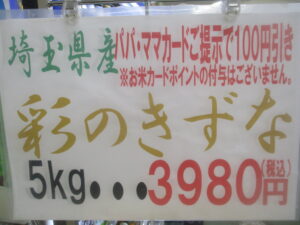 埼玉県産
パパ・ママカードご提示で100円引き
※お米カードポイントの付与はございません。
彩のきずな
5kg・・・3980円(税込)